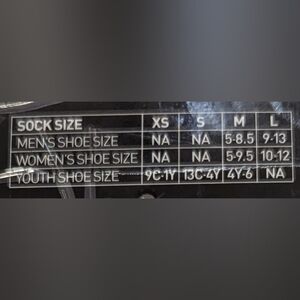 SOCK SIZE XS S M L
MEN'S SHOE SIZE NA NA 5-8.5 9-13
WOMEN'S SHOE SIZE NA NA 5-9.5 10-12
YOUTH SHOE SIZE 9C-1Y 13C-4Y 4Y-6 NA